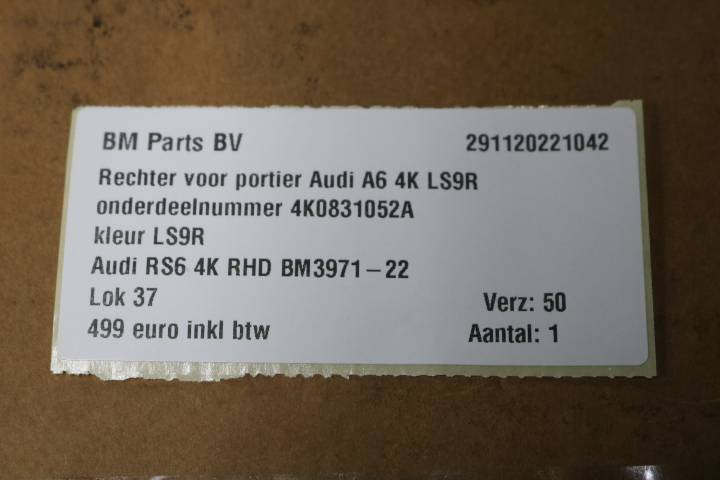 BM Parts BV 291120221042
Rechter voor portier Audi A6 4K LS9R
onderdeelnummer 4K0831052A
kleur LS9R
Audi RS6 4K RHD BM3971-22
Lok 37 Verz: 50
499 euro inkl btw Aantal: 1